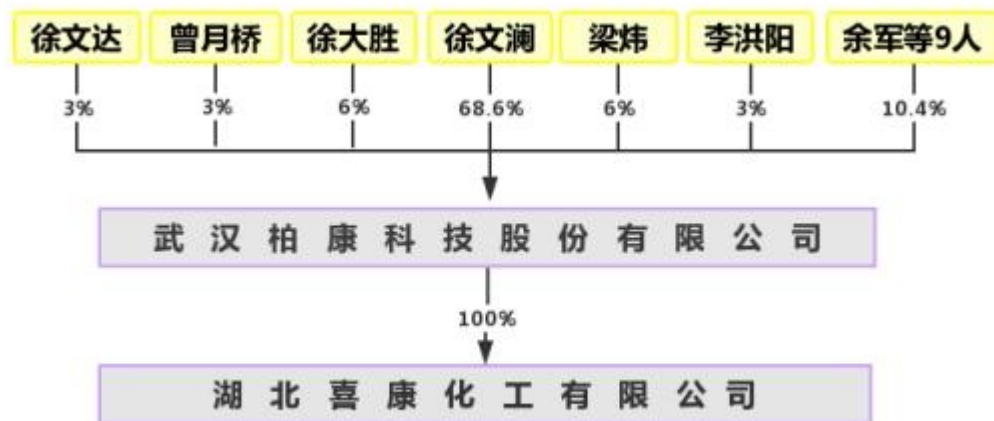 徐文达 曾月桥 徐大胜 徐文澜 梁炜 李洪阳 余军等9人
3% 3% 6% 68.6% 6% 3% 10.4%
武汉柏康科技股份有限公司
100%
湖北喜康化工有限公司